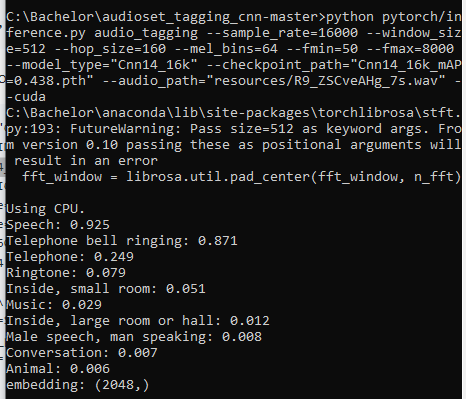 C:\Bachelor\audioset_tagging_cnn-master>python pytorch/in
ference.py audio_tagging --sample_rate=16000 --window_siz
e=512 --hop_size=160 --mel_bins=64 --fmin=50 --fmax=8000
--model_type="Cnn14_16k" --checkpoint_path="Cnn14_16k_mAP
=0.438.pth" --audio_path="resources/R9_ZSCveAHg_7s.wav" -
-cuda
C:\Bachelor\anaconda\lib\site-packages\torchlibrosa\stft.
py:193: FutureWarning: Pass size=512 as keyword args. Fro
m version 0.10 passing these as positional arguments will
 result in an error
  fft_window = librosa.util.pad_center(fft_window, n_fft)
Using CPU.
Speech: 0.925
Telephone bell ringing: 0.871
Telephone: 0.249
Ringtone: 0.079
Inside, small room: 0.051
Music: 0.029
Inside, large room or hall: 0.012
Male speech, man speaking: 0.008
Conversation: 0.007
Animal: 0.006
embedding: (2048,)